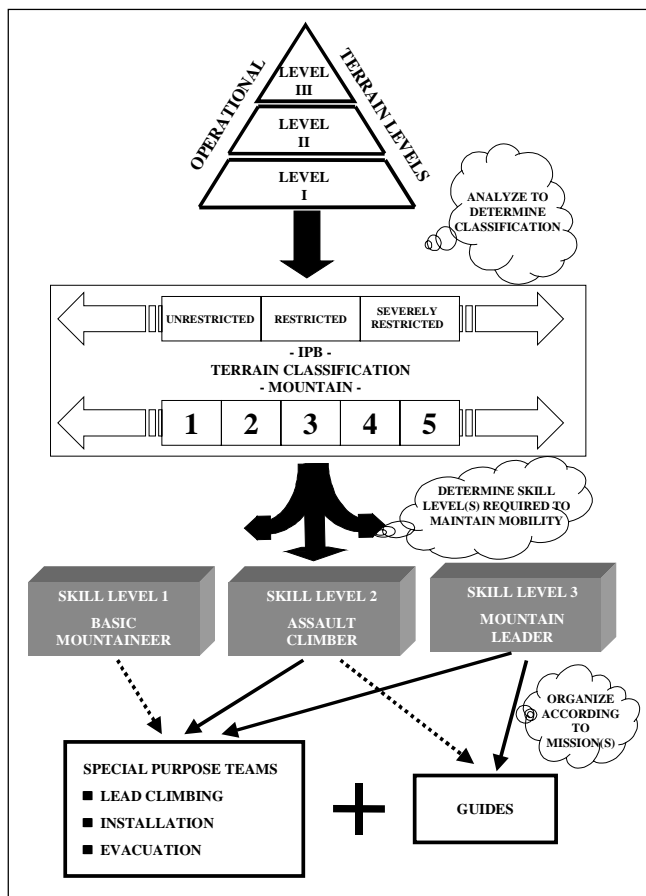 OPERATIONAL
TERRAIN LEVELS
LEVEL
III
LEVEL
II
LEVEL
I
ANALYZE TO
DETERMINE
CLASSIFICATION
UNRESTRICTED
RESTRICTED
SEVERELY
RESTRICTED
- IPB -
TERRAIN CLASSIFICATION
- MOUNTAIN -
1 2 3 4 5
DETERMINE SKILL
LEVEL(S) REQUIRED TO
MAINTAIN MOBILITY
SKILL LEVEL 1
BASIC
MOUNTAINEER
SKILL LEVEL 2
ASSAULT
CLIMBER
SKILL LEVEL 3
MOUNTAIN
LEADER
ORGANIZE
ACCORDING
TO
MISSION(S)
SPECIAL PURPOSE TEAMS
■ LEAD CLIMBING
■ INSTALLATION
■ EVACUATION
+
GUIDES